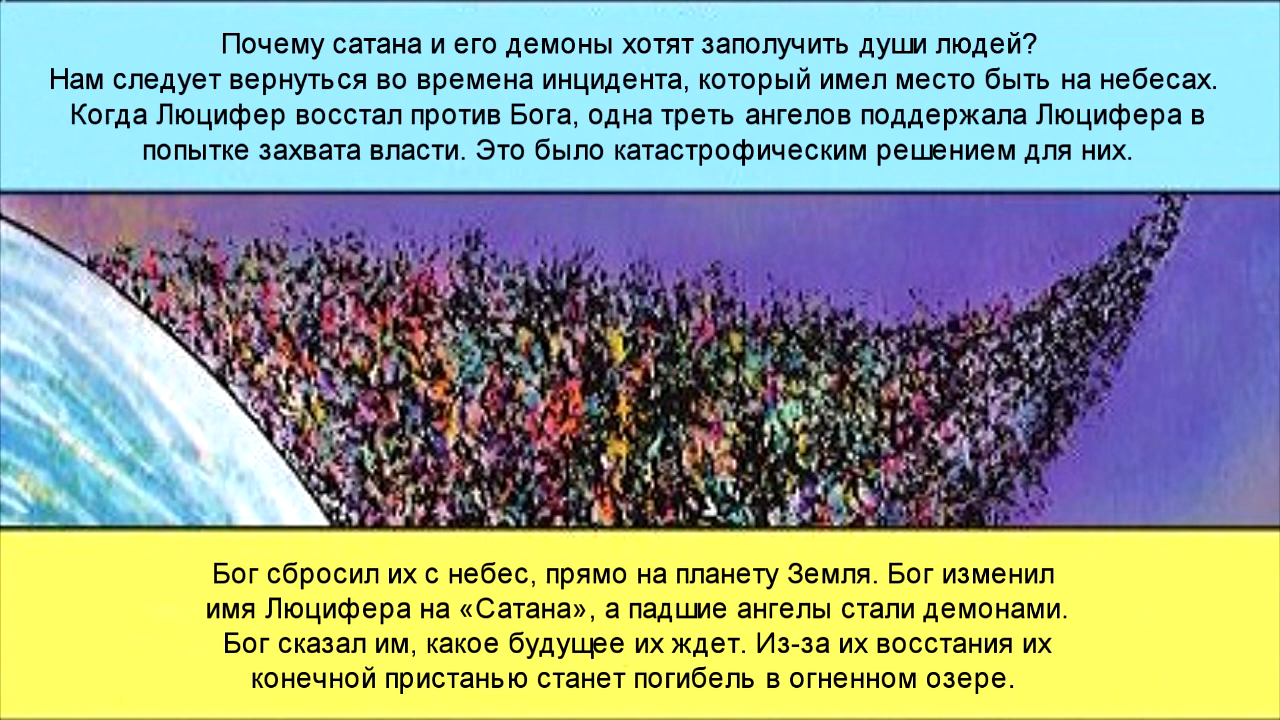 Почему сатана и его демоны хотят заполучить души людей?
Нам следует вернуться во времена инцидента, который имел место быть на небесах.
Когда Люцифер восстал против Бога, одна треть ангелов поддержала Люцифера в
попытке захвата власти. Это было катастрофическим решением для них.
Бог сбросил их с небес, прямо на планету Земля. Бог изменил
имя Люцифера на «Сатана», а падшие ангелы стали демонами.
Бог сказал им, какое будущее их ждет. Из-за их восстания их
конечной пристанью станет погибель в огненном озере.